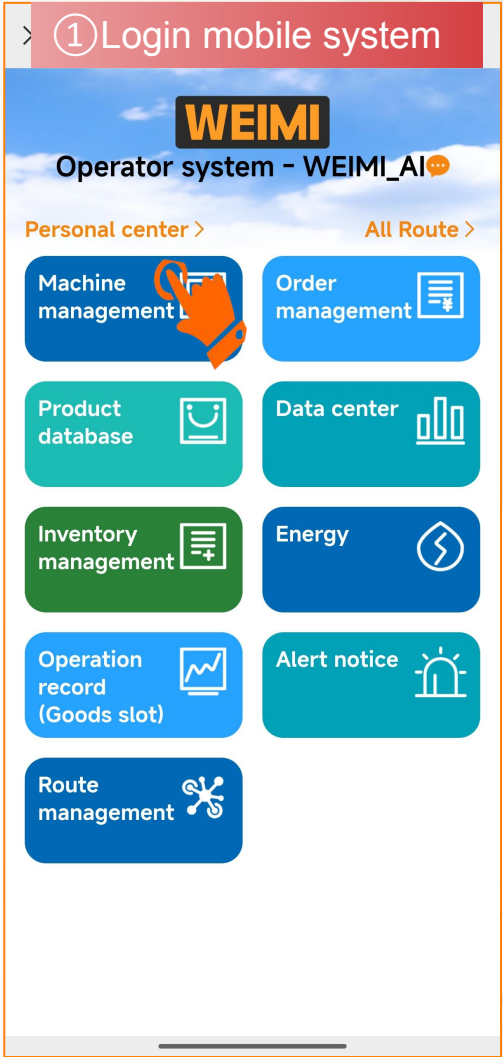 ①Login mobile system
WEIMI
Operator system - WEIMI_AI
Personal center >
All Route >
Machine
management
Order
management
Product
database
Data center
Inventory
management
Energy
Operation
record
(Goods slot)
Alert notice
Route
management